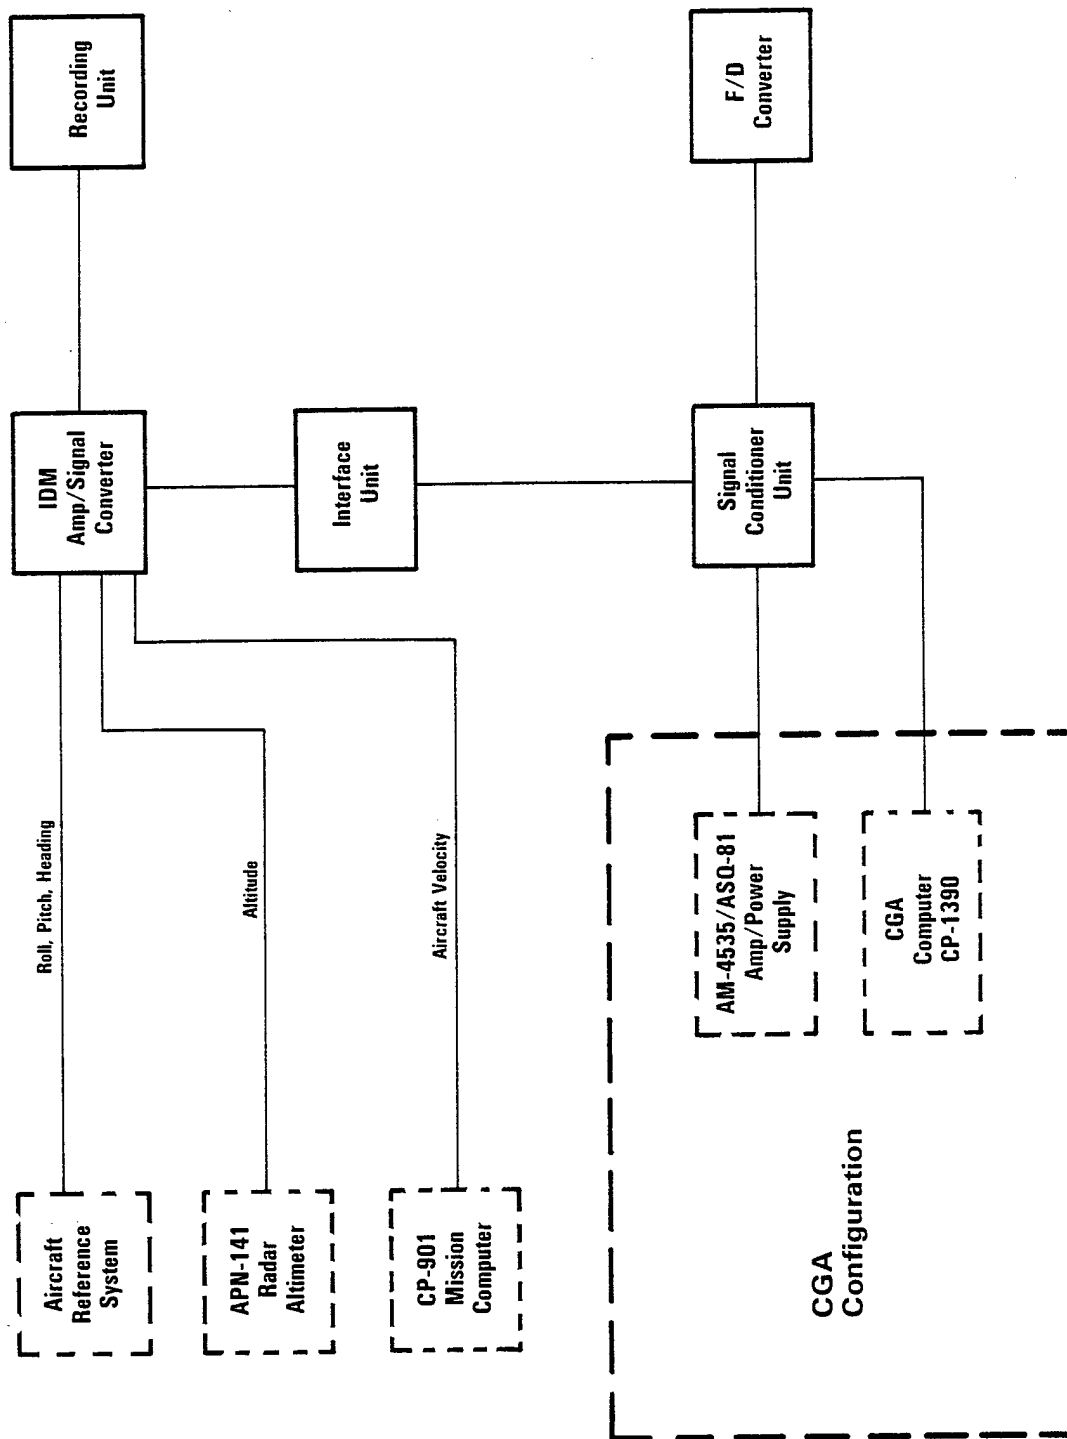 Aircraft
Reference
System
Roll, Pitch, Heading
IDM
Amp/Signal
Converter
Recording
Unit
APN-141
Radar
Altimeter
Altitude
CP-901
Mission
Computer
Aircraft Velocity
Interface
Unit
CGA
Configuration
AM-4535/ASQ-81
Amp/Power
Supply
CGA
Computer
CP-1390
Signal
Conditioner
Unit
F/D
Converter